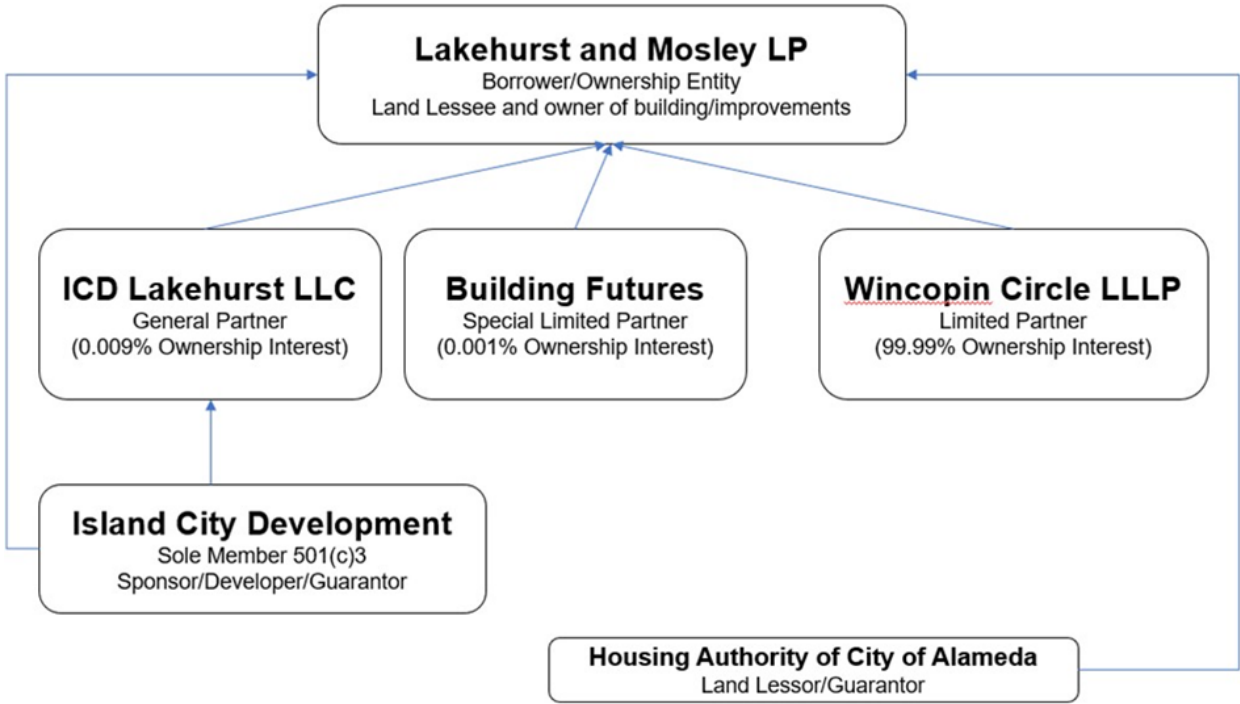 Lakehurst and Mosley LP
Borrower/Ownership Entity
Land Lessee and owner of building/improvements
ICD Lakehurst LLC
General Partner
(0.009% Ownership Interest)
Building Futures
Special Limited Partner
(0.001% Ownership Interest)
Wincopin Circle LLLP
Limited Partner
(99.99% Ownership Interest)
Island City Development
Sole Member 501(c)3
Sponsor/Developer/Guarantor
Housing Authority of City of Alameda
Land Lessor/Guarantor